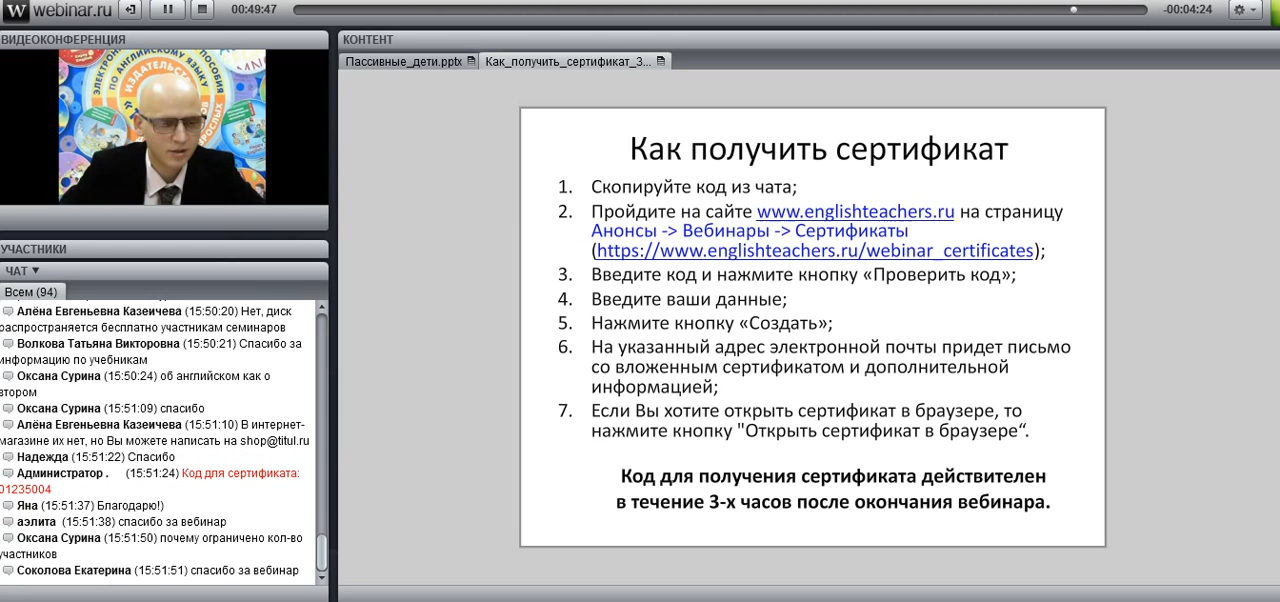 W webinar.ru
00:49:47
-00:04:24
ВИДЕОКОНФЕРЕНЦИЯ
ЭЛЕКТРОННЫЕ
ПО АНГЛИЙСКОМУ ЯЗЫКУ
ПОСОБИЯ
ИЗДАТЕЛЬСТ
УЧАСТНИКИ
ЧАТ
Всем (94)
Алёна Евгеньевна Казеичева (15:50:20) Нет, диск
распространяется бесплатно участникам семинаров
Волкова Татьяна Викторовна (15:50:21) Спасибо за
информацию по учебникам
Оксана Сурина (15:50:24) об английском как о
втором
Оксана Сурина (15:51:09) спасибо
Алёна Евгеньевна Казеичева (15:51:10) В интернет-
магазине их нет, но Вы можете написать на shop@titul.ru
Надежда (15:51:22) Спасибо
Администратор . (15:51:24) Код для сертификата:
01235004
Яна (15:51:37) Благодарю!)
аэлита (15:51:38) спасибо за вебинар
Оксана Сурина (15:51:50) почему ограничено кол-во
участников
Соколова Екатерина (15:51:51) спасибо за вебинар
КОНТЕНТ
Пассивные_дети.pptx
Как_получить_сертификат_3...
Как получить сертификат
1. Скопируйте код из чата;
2. Пройдите на сайте www.englishteachers.ru на страницу
Анонсы -> Вебинары -> Сертификаты
(https://www.englishteachers.ru/webinar_certificates);
3. Введите код и нажмите кнопку «Проверить код»;
4. Введите ваши данные;
5. Нажмите кнопку «Создать»;
6. На указанный адрес электронной почты придет письмо
со вложенным сертификатом и дополнительной
информацией;
7. Если Вы хотите открыть сертификат в браузере, то
нажмите кнопку "Открыть сертификат в браузере“.
Код для получения сертификата действителен
в течение 3-х часов после окончания вебинара.